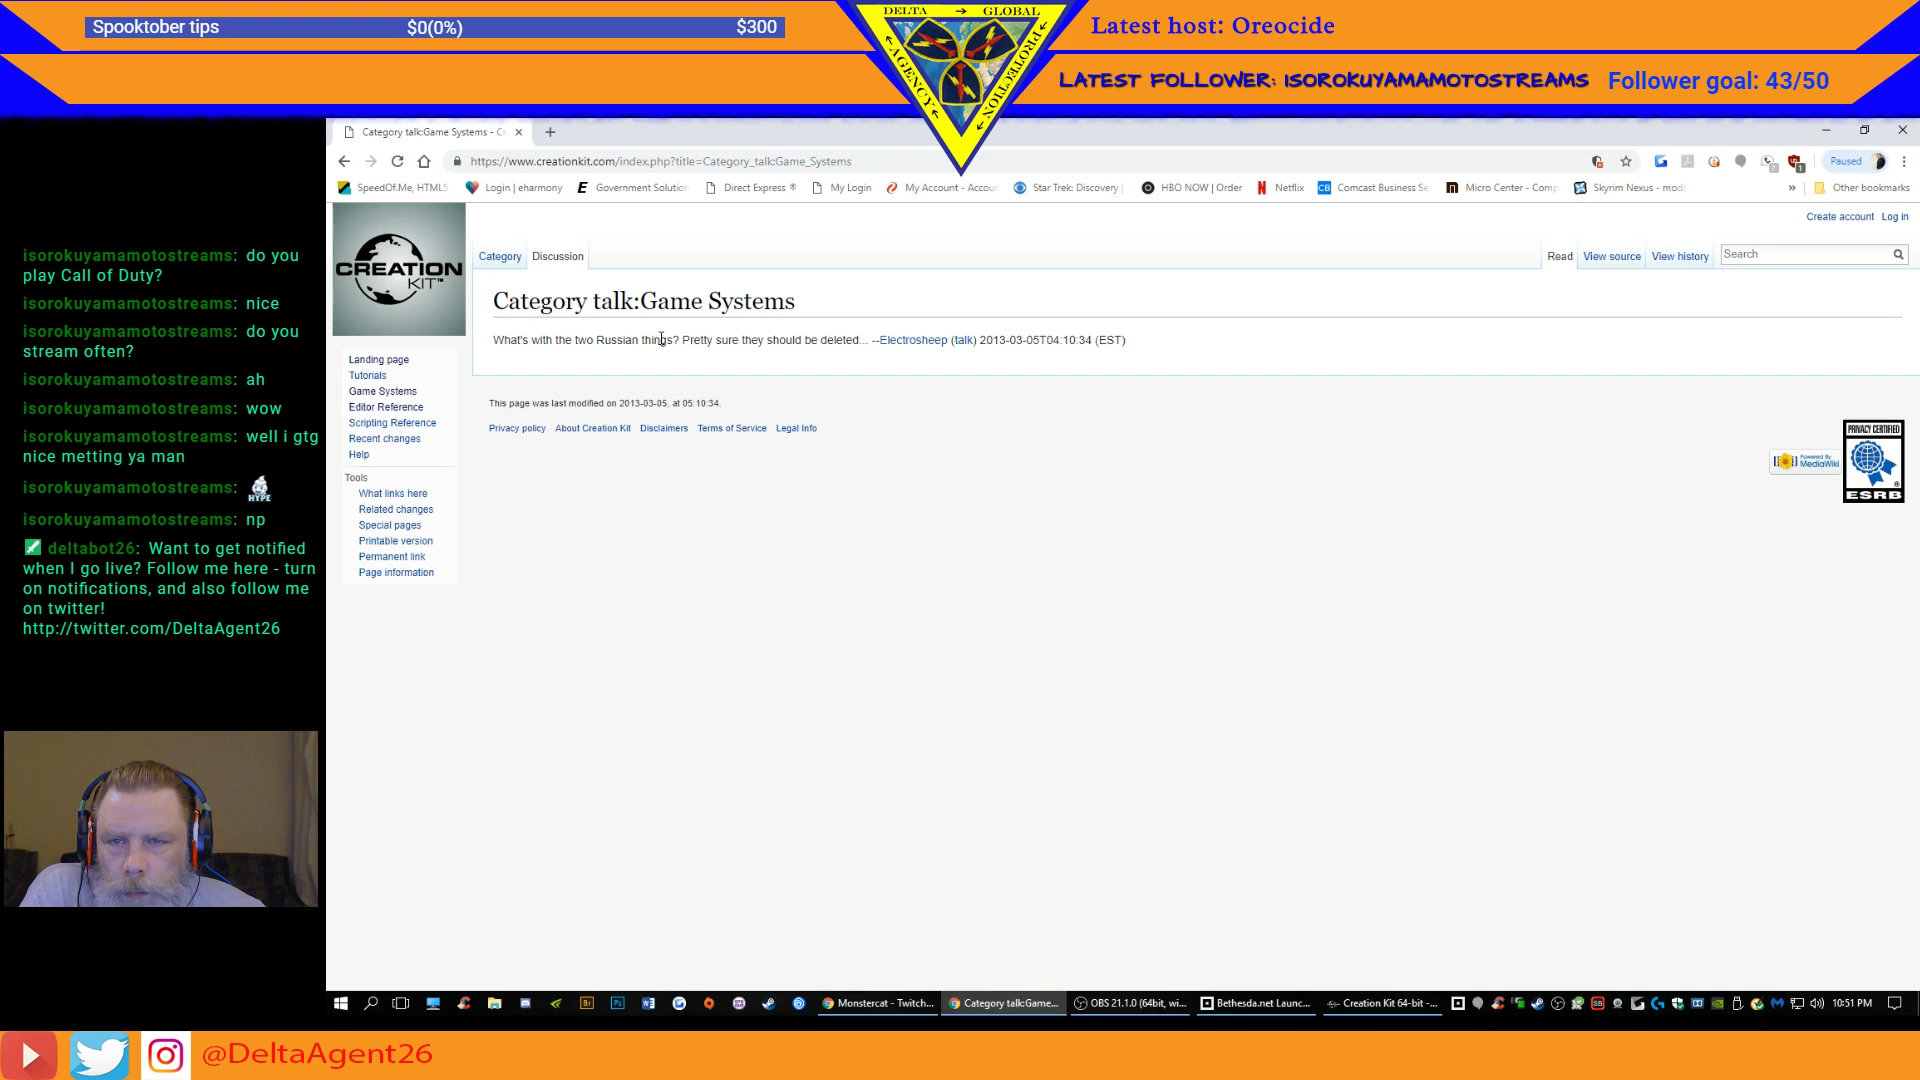 Spooktober tips $0(0%) $300
DELTA → GLOBAL
AGENCY
PROTECTION
Latest host: Oreocide
LATEST FOLLOWER: ISOROKUYAMAMOTOSTREAMS Follower goal: 43/50
isorokuyamamotostreams: do you
play Call of Duty?
isorokuyamamotostreams: nice
isorokuyamamotostreams: do you
stream often?
isorokuyamamotostreams: ah
isorokuyamamotostreams: wow
isorokuyamamotostreams: well i gtg
nice metting ya man
isorokuyamamotostreams: HYPE
isorokuyamamotostreams: np
deltabot26: Want to get notified
when I go live? Follow me here - turn
on notifications, and also follow me
on twitter!
http://twitter.com/DeltaAgent26
Category talk:Game Systems - C
https://www.creationkit.com/index.php?title=Category_talk:Game_Systems
Paused
SpeedOf.Me, HTML5 Login | eharmony Government Solution Direct Express ® My Login My Account - Accou Star Trek: Discovery | HBO NOW | Order Netflix Comcast Business Se Micro Center - Comp Skyrim Nexus - mods » Other bookmarks
Create account Log in
CREATION
KIT™
Category Discussion Read View source View history Search
Category talk:Game Systems
What's with the two Russian things? Pretty sure they should be deleted... --Electrosheep (talk) 2013-03-05T04:10:34 (EST)
This page was last modified on 2013-03-05, at 05:10:34.
Privacy policy About Creation Kit Disclaimers Terms of Service Legal Info
Landing page
Tutorials
Game Systems
Editor Reference
Scripting Reference
Recent changes
Help
Tools
What links here
Related changes
Special pages
Printable version
Permanent link
Page information
Powered By
MediaWiki
PRIVACY CERTIFIED
ESRB
Monstercat - Twitch... Category talk:Game... OBS 21.1.0 (64bit, wi... Bethesda.net Launc... Creation Kit 64-bit -... 10:51 PM
@DeltaAgent26